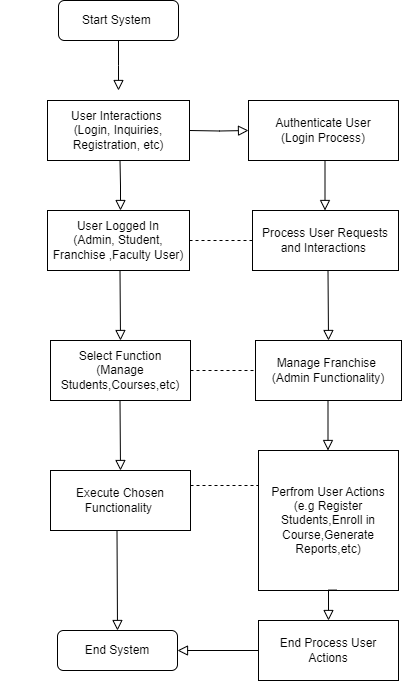 Start System
User Interactions
(Login, Inquiries,
Registration, etc)
Authenticate User
(Login Process)
User Logged In
(Admin, Student,
Franchise ,Faculty User)
Process User Requests
and Interactions
Select Function
(Manage
Students,Courses,etc)
Manage Franchise
(Admin Functionality)
Execute Chosen
Functionality
Perfrom User Actions
(e.g Register
Students,Enroll in
Course,Generate
Reports,etc)
End System
End Process User
Actions